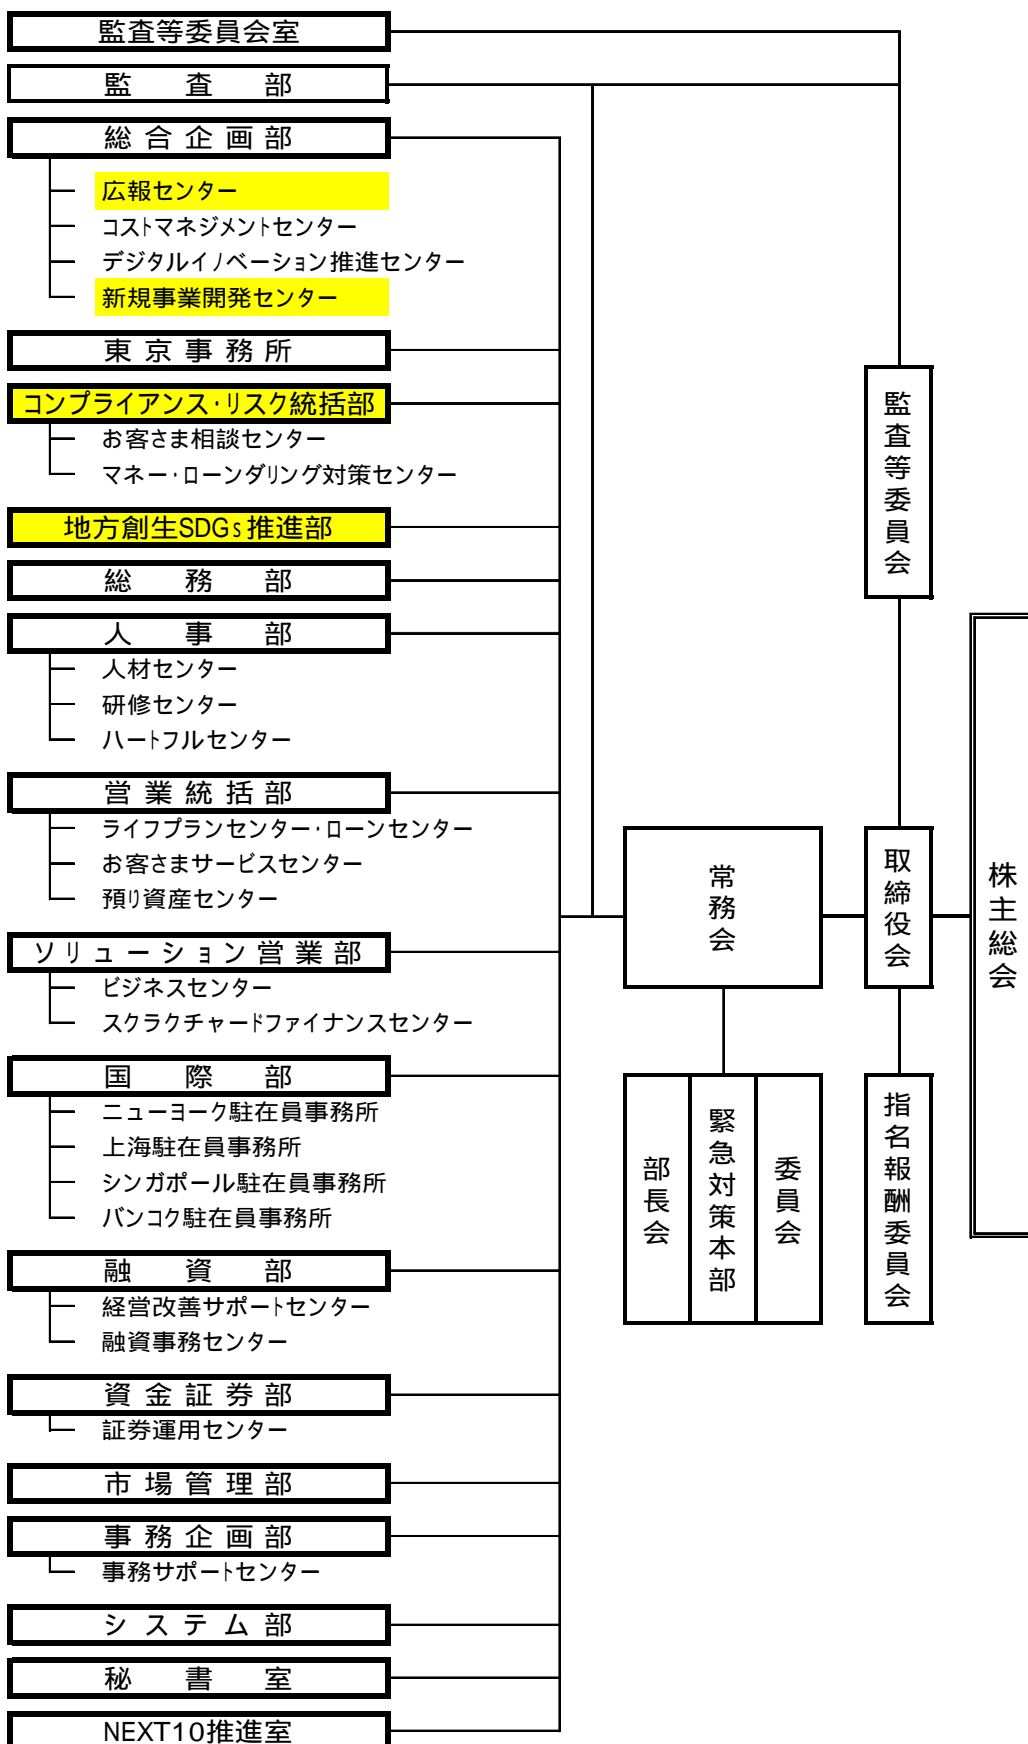 監査等委員会室
監査部
総合企画部
広報センター
コストマネジメントセンター
デジタルイノベーション推進センター
新規事業開発センター
東京事務所
コンプライアンス・リスク統括部
お客さま相談センター
マネー・ローンダリング対策センター
地方創生SDGs推進部
総務部
人事部
人材センター
研修センター
ハートフルセンター
営業統括部
ライフプランセンター・ローンセンター
お客さまサービスセンター
預り資産センター
ソリューション営業部
ビジネスセンター
スクラクチャードファイナンスセンター
国際部
ニューヨーク駐在員事務所
上海駐在員事務所
シンガポール駐在員事務所
バンコク駐在員事務所
融資部
経営改善サポートセンター
融資事務センター
資金証券部
証券運用センター
市場管理部
事務企画部
事務サポートセンター
システム部
秘書室
NEXT10推進室
常務会
部長会
緊急対策本部
委員会
監査等委員会
取締役会
指名報酬委員会
株主総会